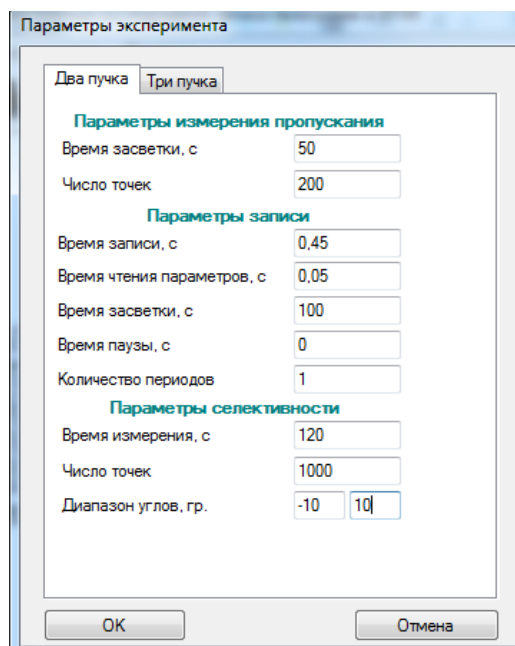 Параметры эксперимента
Два пучка Три пучка
Параметры измерения пропускания
Время засветки, с 50
Число точек 200
Параметры записи
Время записи, с 0,45
Время чтения параметров, с 0,05
Время засветки, с 100
Время паузы, с 0
Количество периодов 1
Параметры селективности
Время измерения, с 120
Число точек 1000
Диапазон углов, гр. -10 10
ОК Отмена